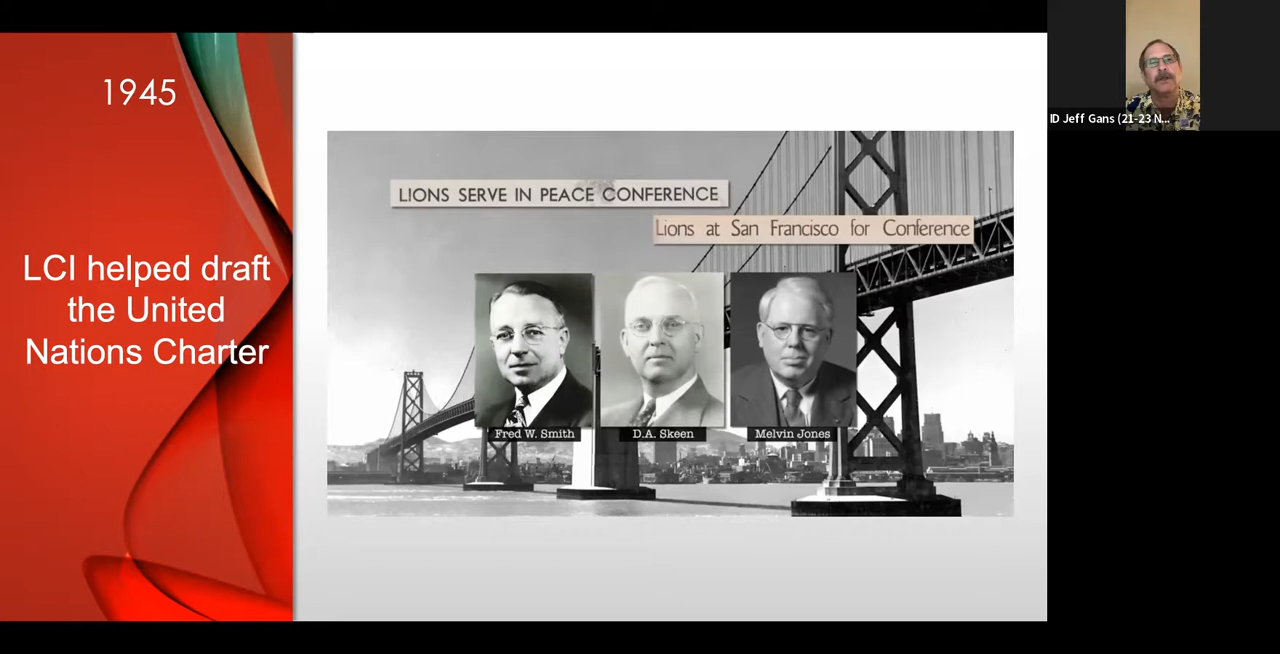 1945
LCI helped draft
the United
Nations Charter
LIONS SERVE IN PEACE CONFERENCE
Lions at San Francisco for Conference
Fred W. Smith
D.A. Skeen
Melvin Jones
ID Jeff Gans (21-23 N...